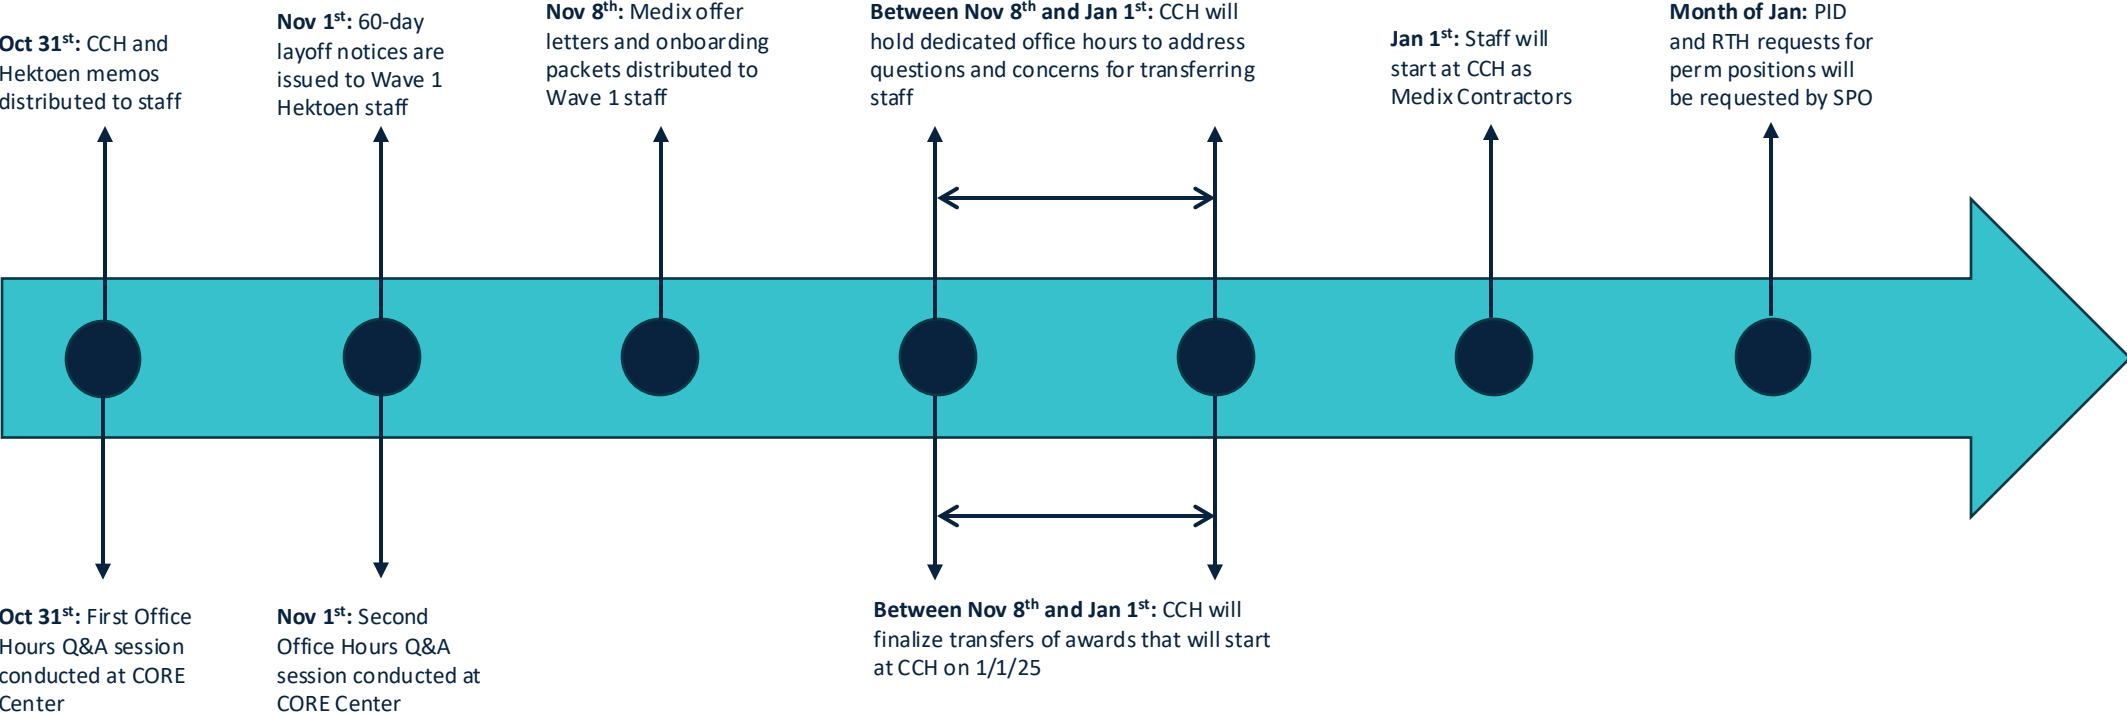 Oct 31st: CCH and
Hektoen memos
distributed to staff
Nov 1st: 60-day
layoff notices are
issued to Wave 1
Hektoen staff
Nov 8th: Medix offer
letters and onboarding
packets distributed to
Wave 1 staff
Between Nov 8th and Jan 1st: CCH will
hold dedicated office hours to address
questions and concerns for transferring
staff
Jan 1st: Staff will
start at CCH as
Medix Contractors
Month of Jan: PID
and RTH requests for
perm positions will
be requested by SPO
Oct 31st: First Office
Hours Q&A session
conducted at CORE
Center
Nov 1st: Second
Office Hours Q&A
session conducted at
CORE Center
Between Nov 8th and Jan 1st: CCH will
finalize transfers of awards that will start
at CCH on 1/1/25